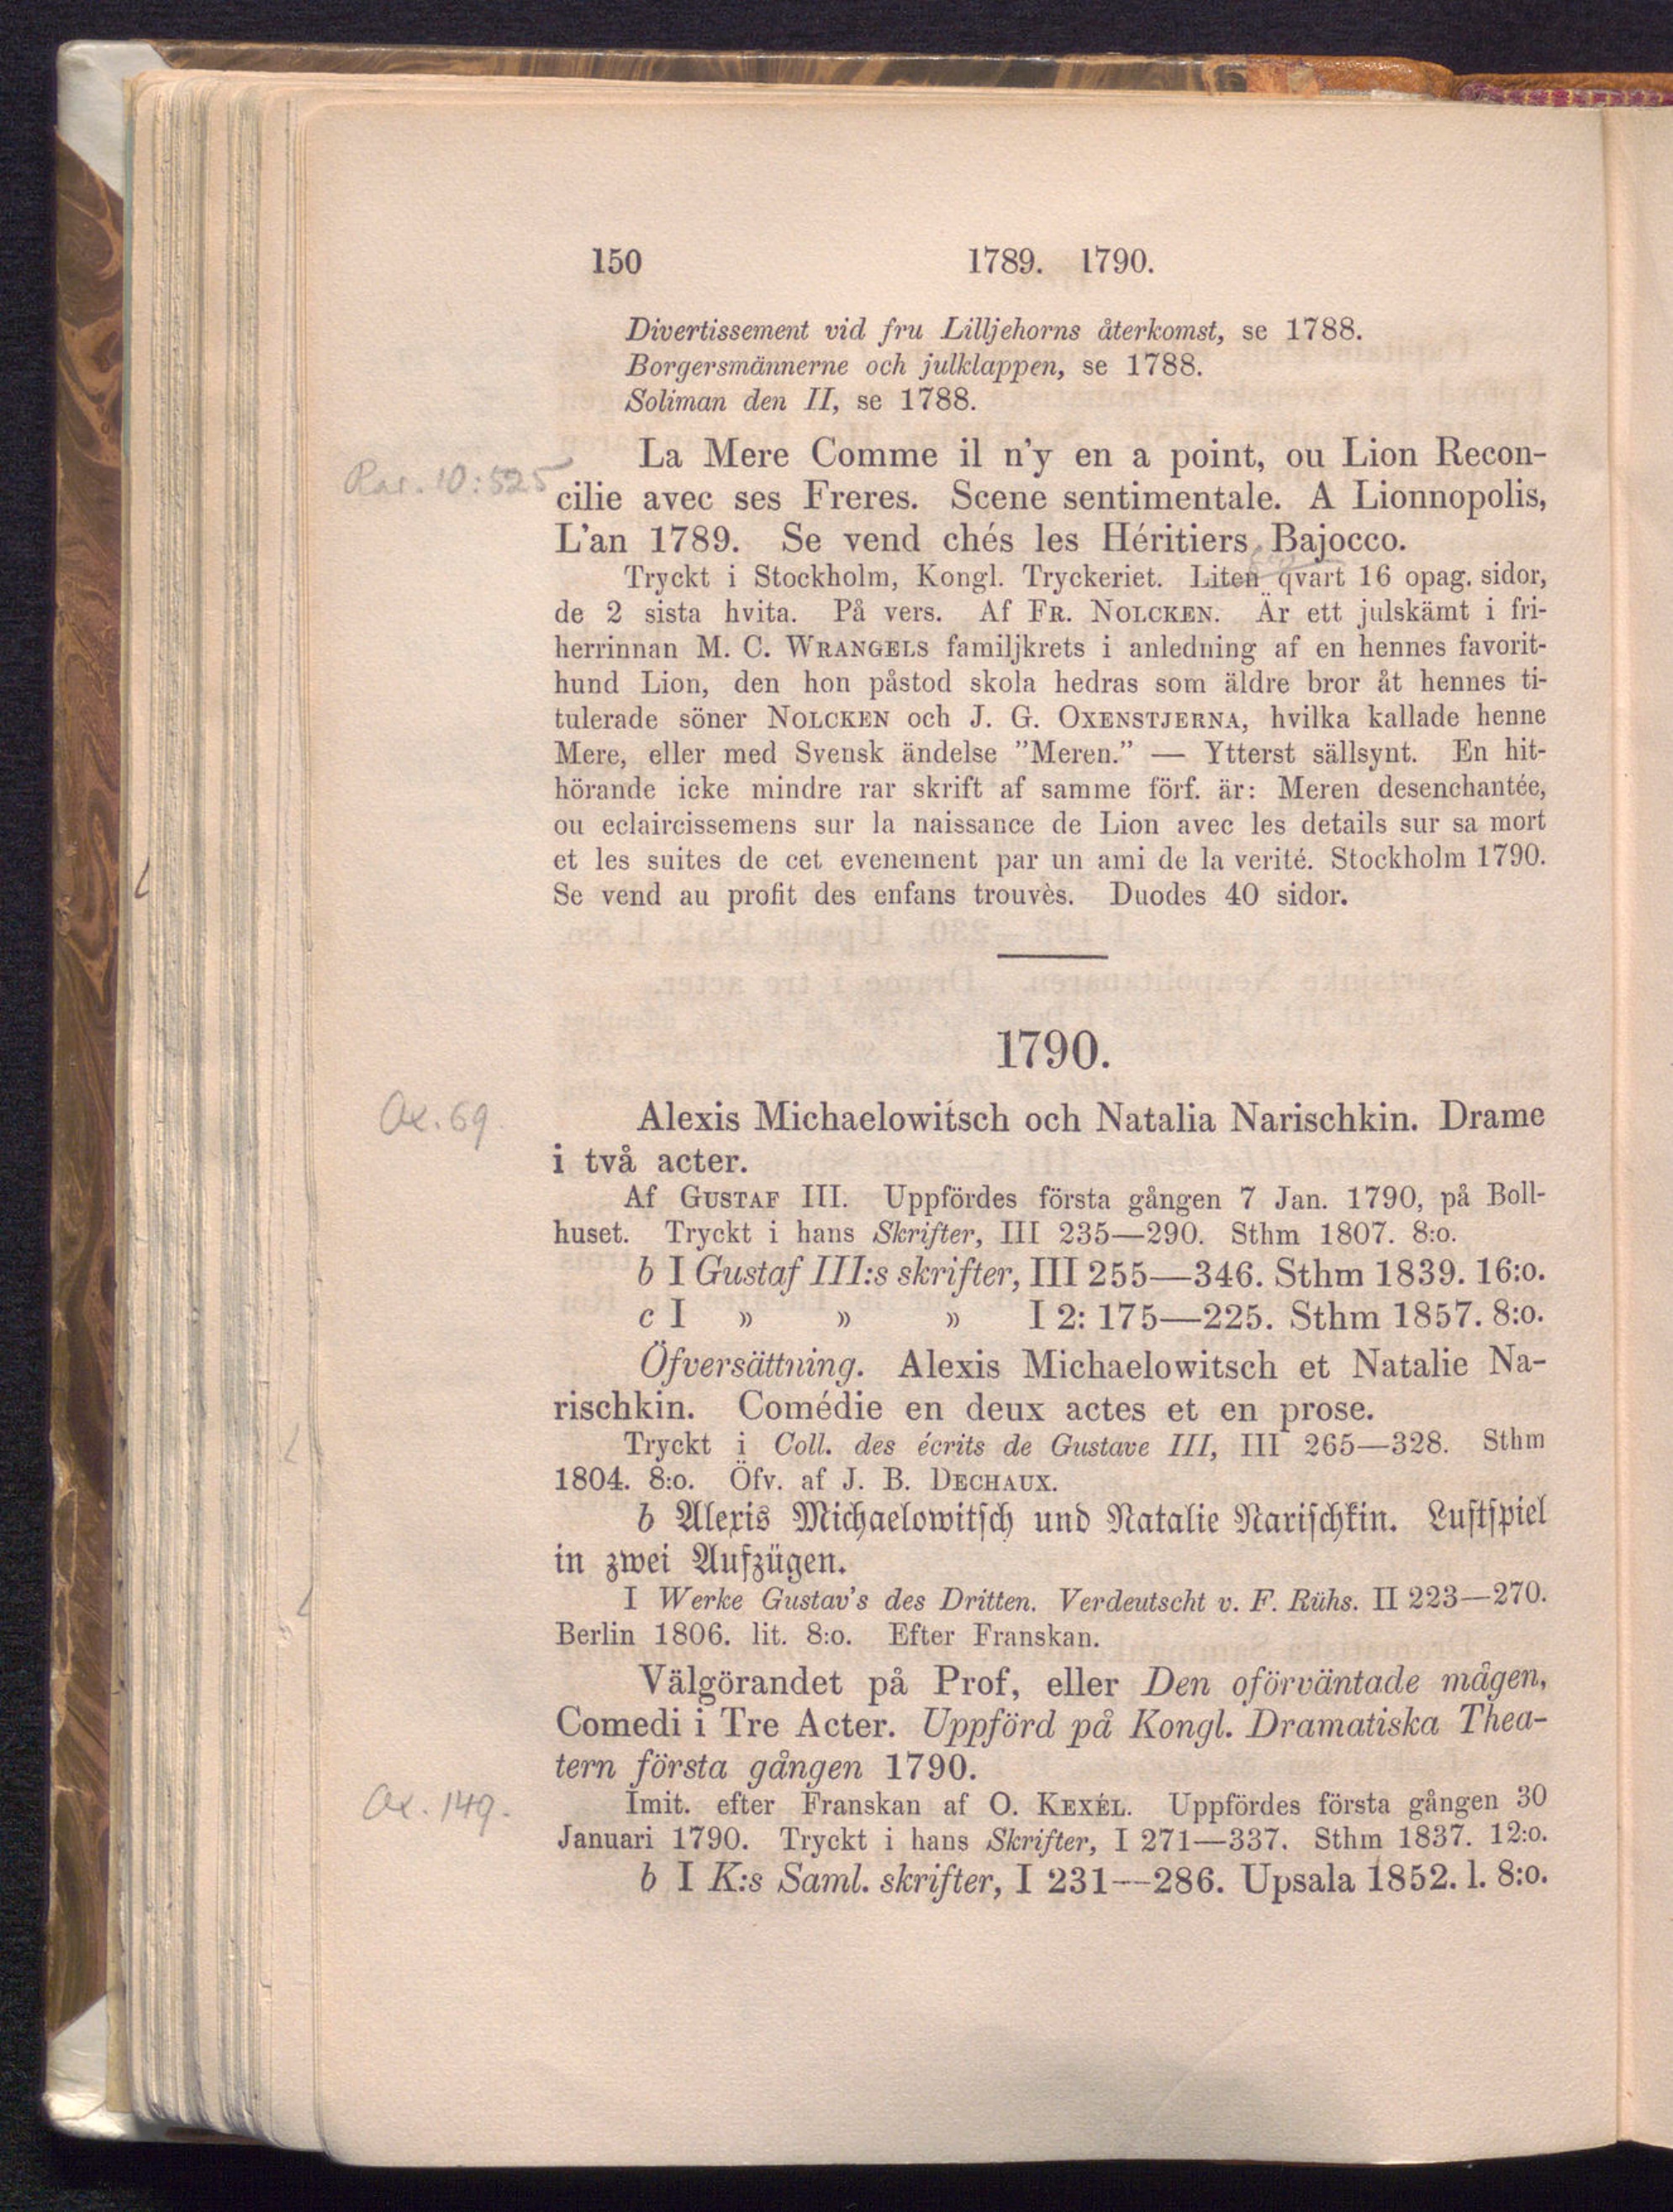 150 1789. 1790.
Divertissement vid fru Lilljehorns återkomst, se 1788.
Borgersmännerne och julklappen, se 1788.
Soliman den II, se 1788.
La Mere Comme il n'y en a point, ou Lion Recon-
Rar. 10:525
cilie avec ses Freres. Scene sentimentale. A Lionnopolis,
L'an 1789. Se vend chés les Héritiers Bajocco.
Tryckt i Stockholm, Kongl. Tryckeriet. Liten qvart 16 opag. sidor,
de 2 sista hvita. På vers. Af FR. NOLCKEN. Är ett julskämt i fri-
herrinnan M. C. WRANGELS familjkrets i anledning af en hennes favorit-
hund Lion, den hon påstod skola hedras som äldre bror åt hennes ti-
tulerade söner NOLCKEN och J. G. OXENSTJERNA, hvilka kallade henne
Mere, eller med Svensk ändelse ”Meren.” — Ytterst sällsynt. En hit-
hörande icke mindre rar skrift af samme förf. är: Meren desenchantée,
ou eclaircissemens sur la naissance de Lion avec les details sur sa mort
et les suites de cet evenement par un ami de la verité. Stockholm 1790.
Se vend au profit des enfans trouvès. Duodes 40 sidor.
1790.
Ox. 69.
Alexis Michaelowitsch och Natalia Narischkin. Drame
i två acter.
Af GUSTAF III. Uppfördes första gången 7 Jan. 1790, på Boll-
huset. Tryckt i hans Skrifter, III 235—290. Sthm 1807. 8:o.
b I Gustaf III:s skrifter, III 255—346. Sthm 1839. 16:o.
c I » » » I 2: 175—225. Sthm 1857. 8:o.
Öfversättning. Alexis Michaelowitsch et Natalie Na-
rischkin. Comédie en deux actes et en prose.
Tryckt i Coll. des écrits de Gustave III, III 265—328. Sthm
1804. 8:o. Öfv. af J. B. DECHAUX.
b Alexis Michaelowitsch und Natalie Narischkin. Lustspiel
in zwei Aufzügen.
I Werke Gustav's des Dritten. Verdeutscht v. F. Rühs. II 223—270.
Berlin 1806. lit. 8:o. Efter Franskan.
Välgörandet på Prof, eller Den oförväntade mågen,
Comedi i Tre Acter. Uppförd på Kongl. Dramatiska Thea-
tern första gången 1790.
Ox. 149.
Imit. efter Franskan af O. KEXÉL. Uppfördes första gången 30
Januari 1790. Tryckt i hans Skrifter, I 271—337. Sthm 1837. 12:o.
b I K:s Saml. skrifter, I 231—286. Upsala 1852. l. 8:o.